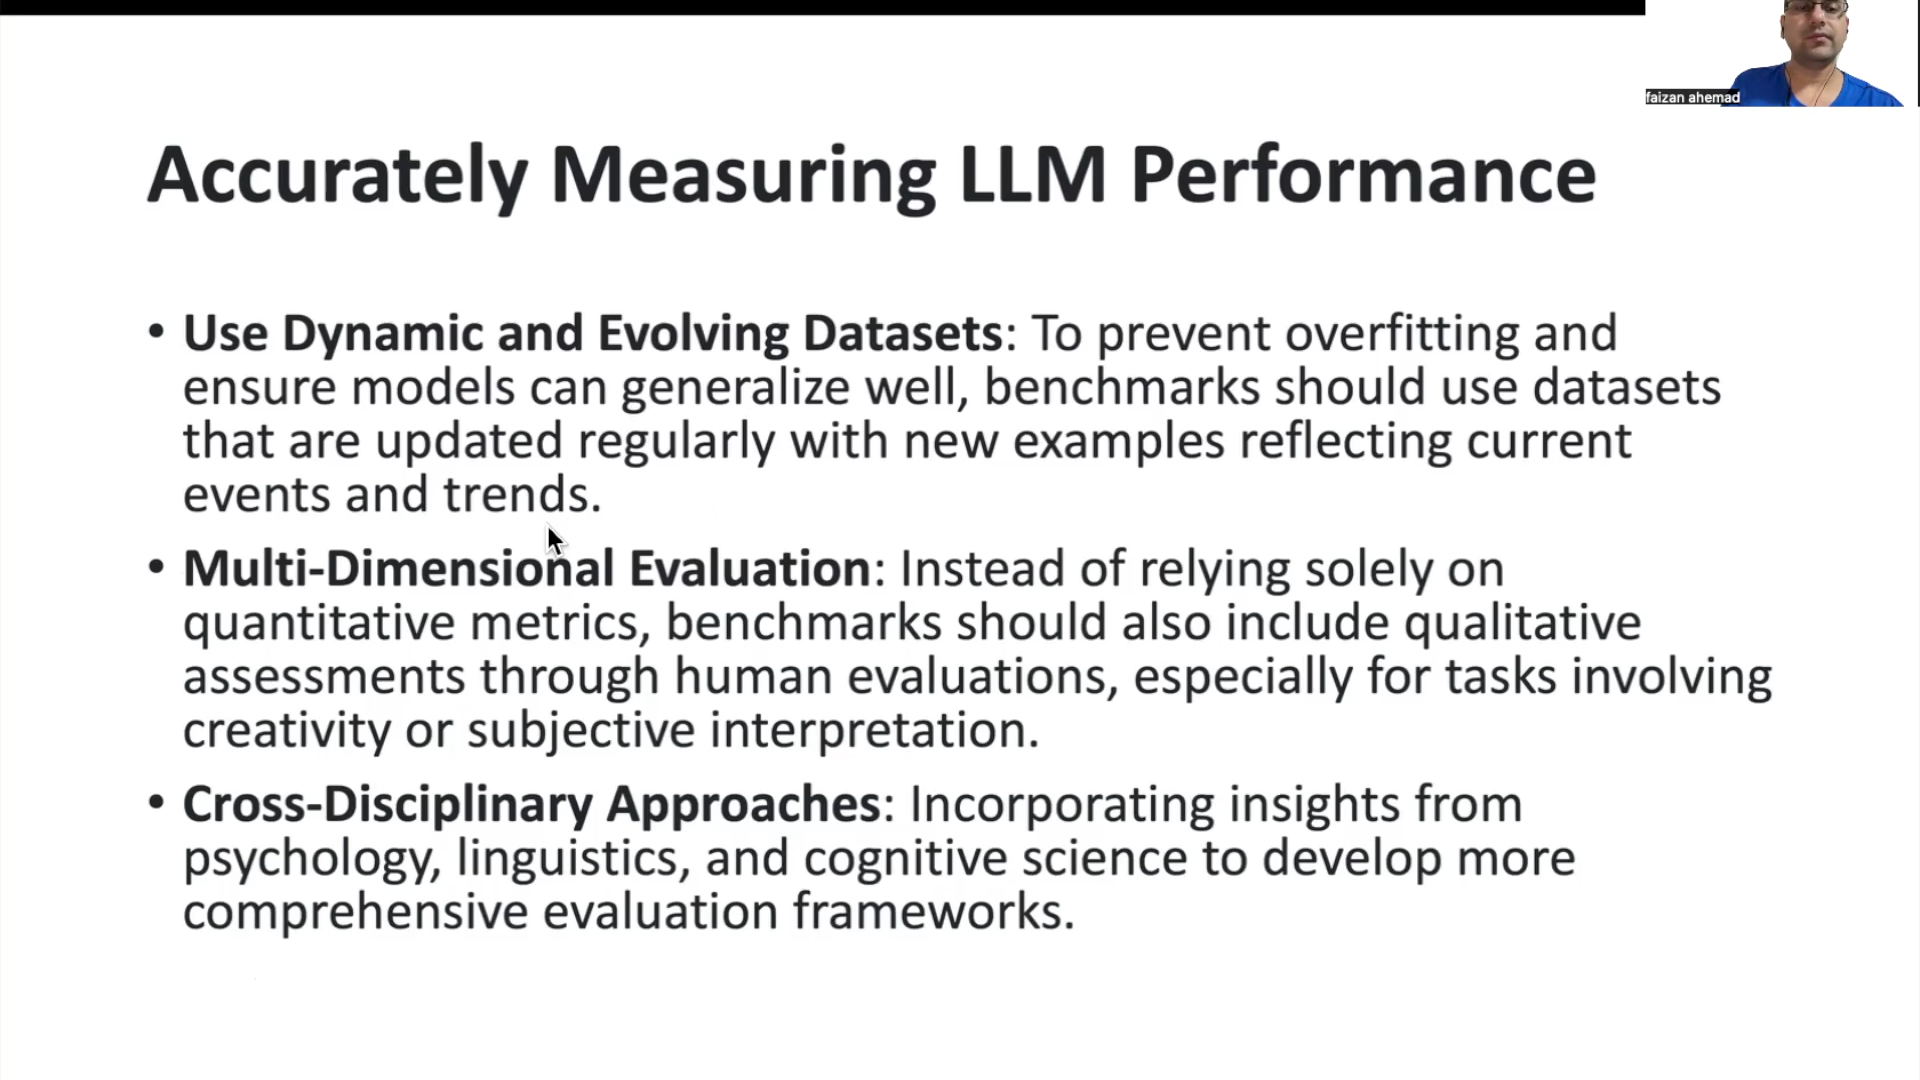 faizan ahemad
Accurately Measuring LLM Performance
• Use Dynamic and Evolving Datasets: To prevent overfitting and
ensure models can generalize well, benchmarks should use datasets
that are updated regularly with new examples reflecting current
events and trends.
• Multi-Dimensional Evaluation: Instead of relying solely on
quantitative metrics, benchmarks should also include qualitative
assessments through human evaluations, especially for tasks involving
creativity or subjective interpretation.
• Cross-Disciplinary Approaches: Incorporating insights from
psychology, linguistics, and cognitive science to develop more
comprehensive evaluation frameworks.